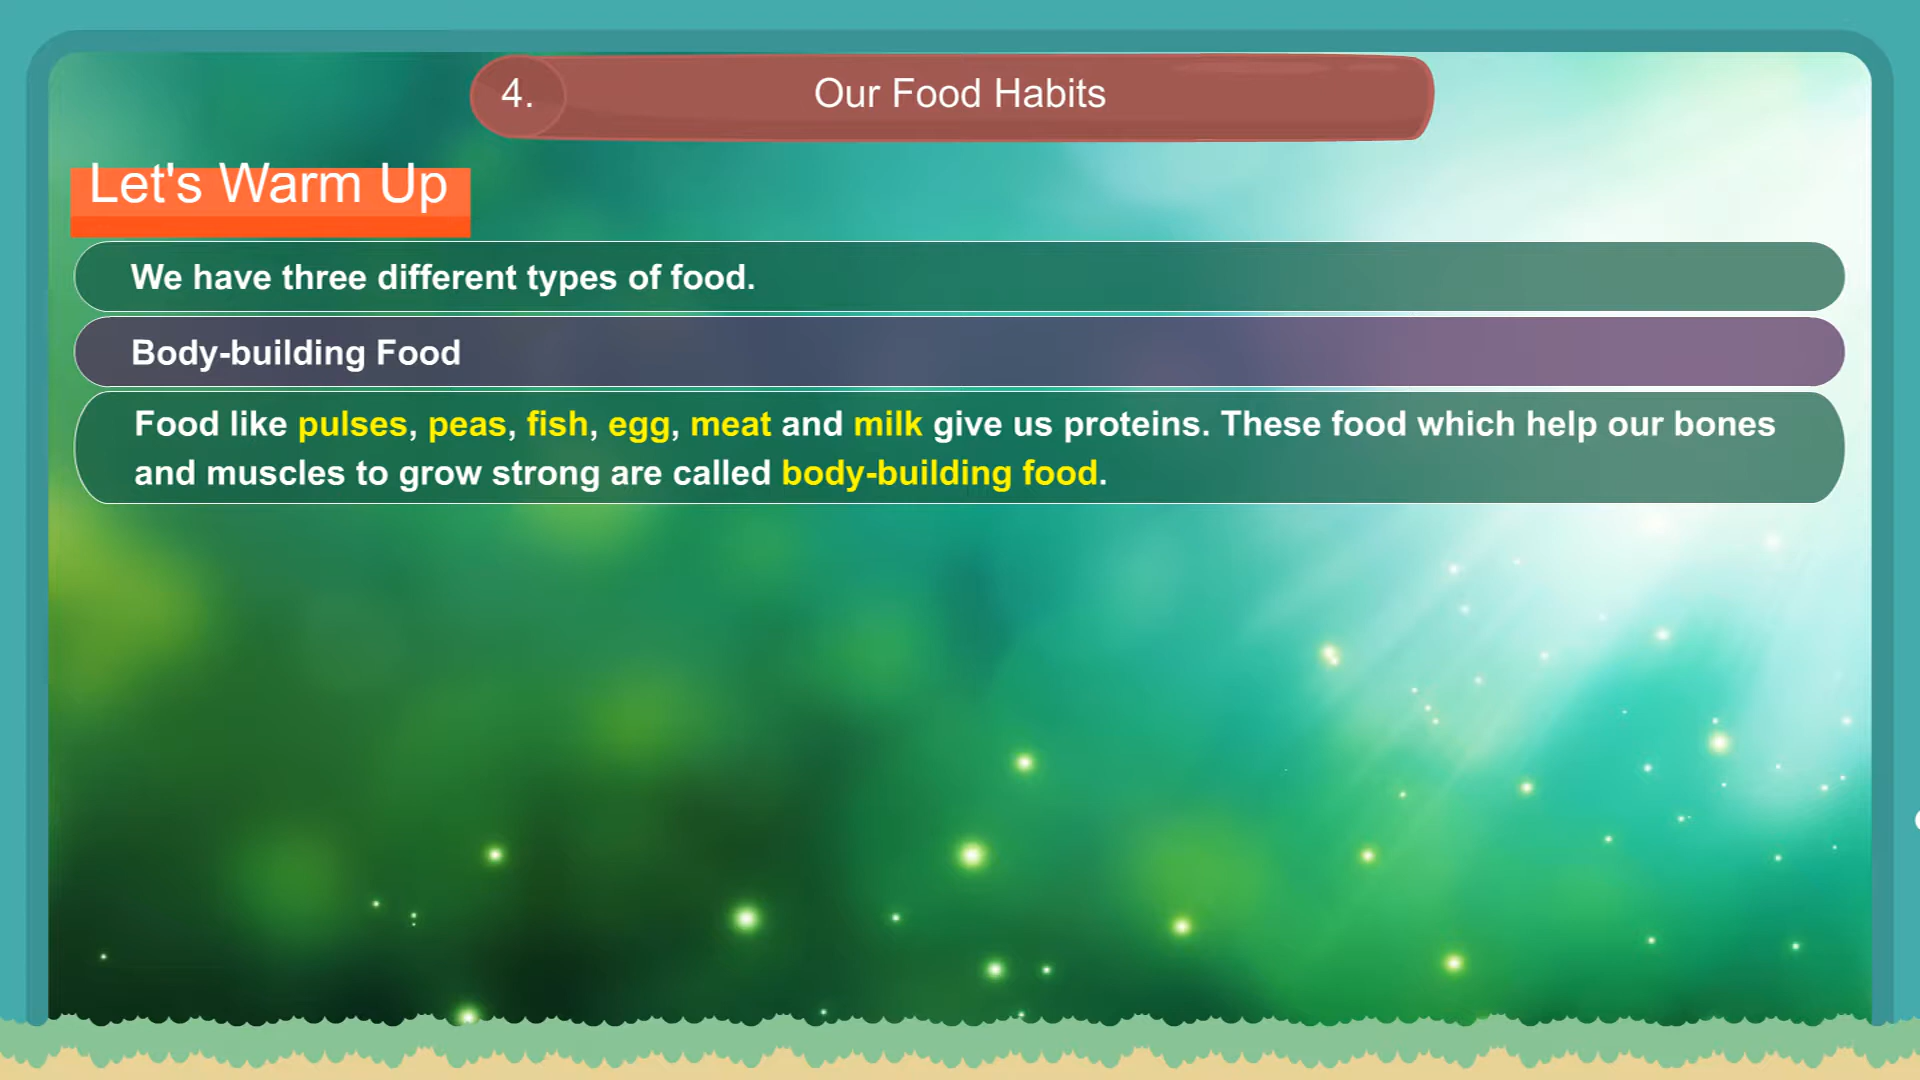 4. Our Food Habits
Let's Warm Up
We have three different types of food.
Body-building Food
Food like pulses, peas, fish, egg, meat and milk give us proteins. These food which help our bones
and muscles to grow strong are called body-building food.